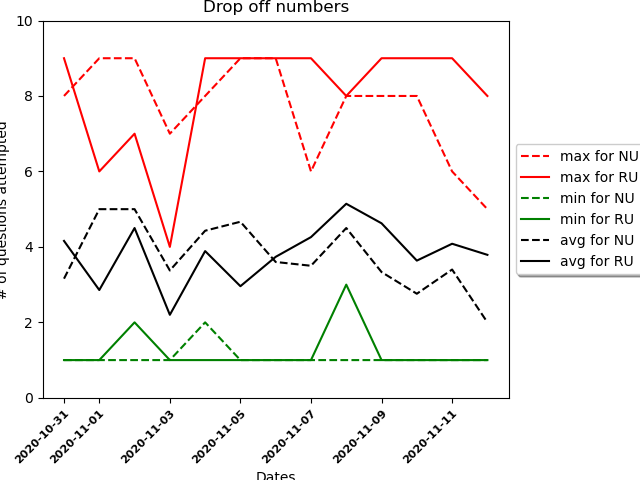 Drop off numbers
# of questions attempted
10
8
6
4
2
0
2020-10-31
2020-11-01
2020-11-03
2020-11-05
2020-11-07
2020-11-09
2020-11-11
Dates
max for NU
max for RU
min for NU
min for RU
avg for NU
avg for RU